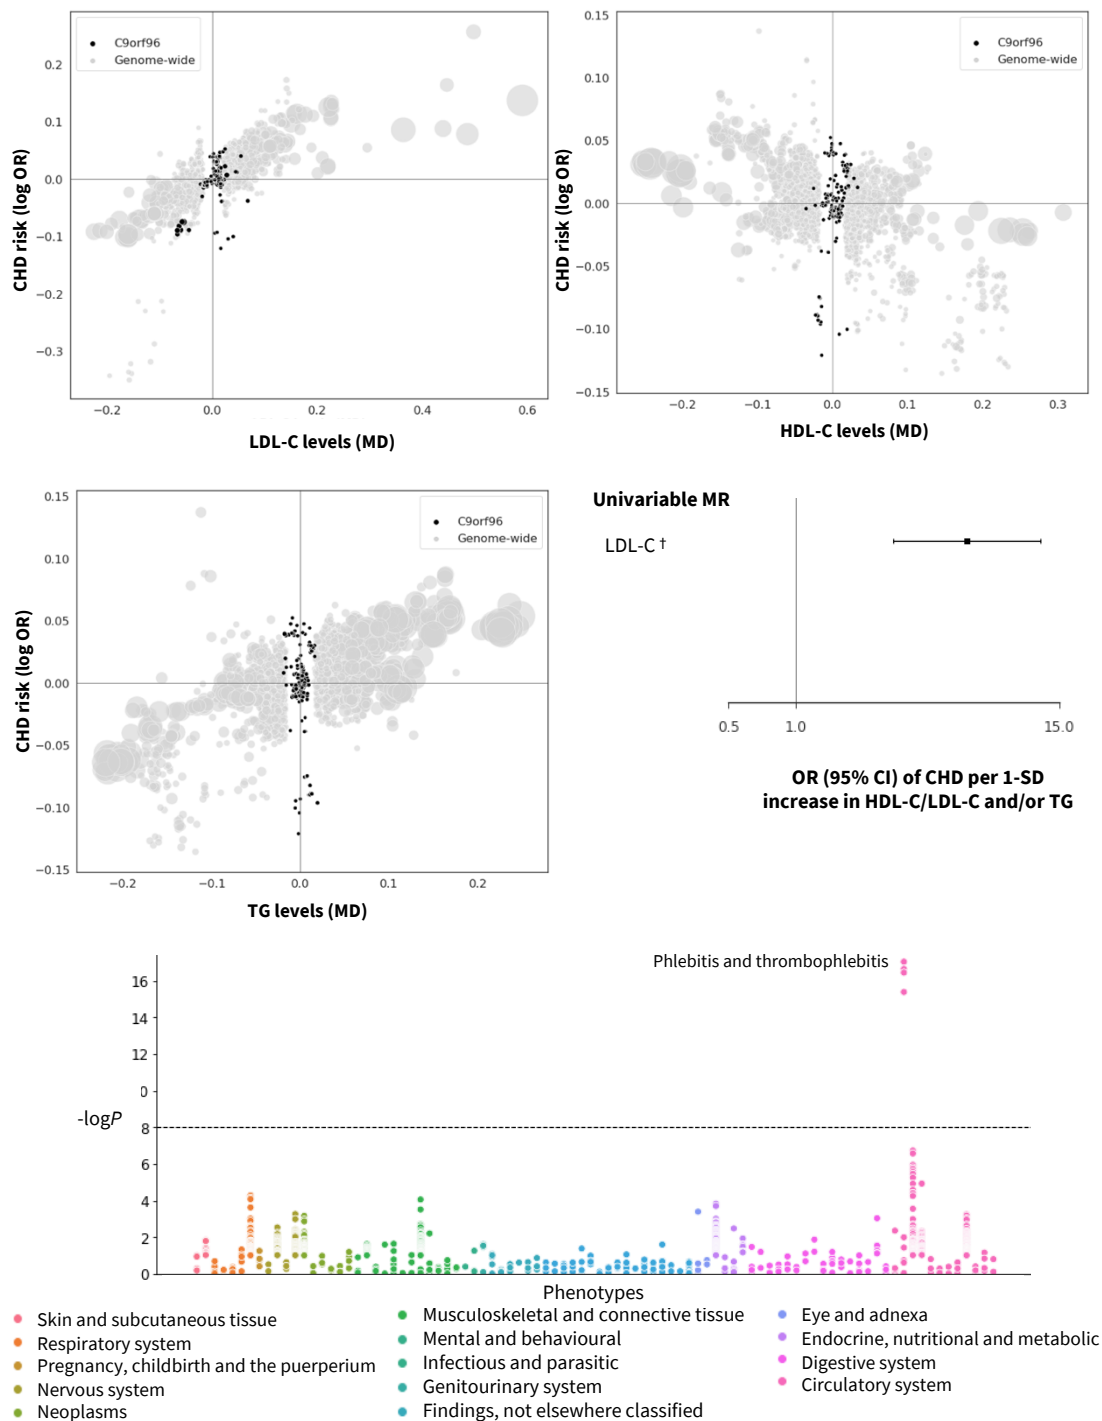 C9orf96
Genome-wide
0.2
0.1
0.0
−0.1
−0.2
−0.3
CHD risk (log OR)
−0.2
0.0
0.2
0.4
0.6
LDL-C levels (MD)
C9orf96
Genome-wide
0.15
0.10
0.05
0.00
−0.05
−0.10
−0.15
CHD risk (log OR)
−0.2
−0.1
0.0
0.1
0.2
0.3
HDL-C levels (MD)
C9orf96
Genome-wide
0.15
0.10
0.05
0.00
−0.05
−0.10
−0.15
CHD risk (log OR)
−0.2
−0.1
0.0
0.1
0.2
TG levels (MD)
Univariable MR
LDL-C †
0.5
1.0
15.0
OR (95% CI) of CHD per 1-SD
increase in HDL-C/LDL-C and/or TG
Phlebitis and thrombophlebitis
16
14
12
0
8
6
4
2
0
-logP
Phenotypes
Skin and subcutaneous tissue
Respiratory system
Pregnancy, childbirth and the puerperium
Nervous system
Neoplasms
Musculoskeletal and connective tissue
Mental and behavioural
Infectious and parasitic
Genitourinary system
Findings, not elsewhere classified
Eye and adnexa
Endocrine, nutritional and metabolic
Digestive system
Circulatory system